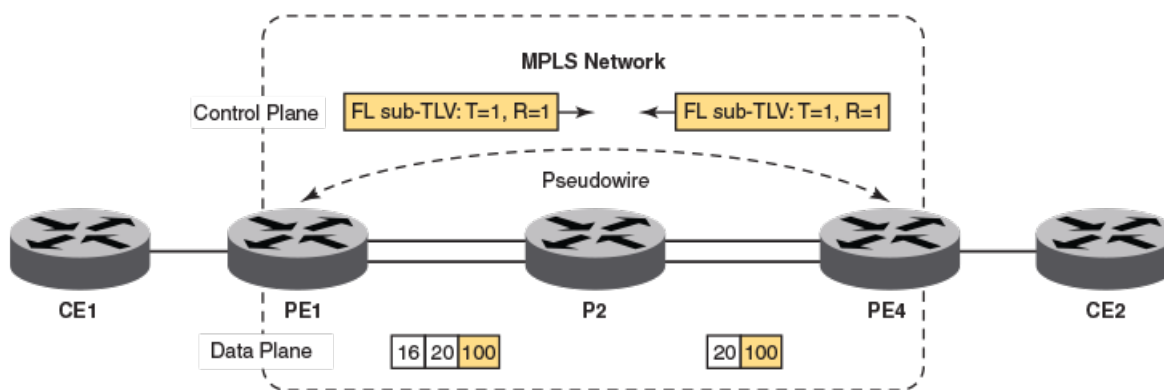 MPLS Network
Control Plane
FL sub-TLV: T=1, R=1
FL sub-TLV: T=1, R=1
Pseudowire
CE1
PE1
P2
PE4
CE2
Data Plane
16 20 100
20 100